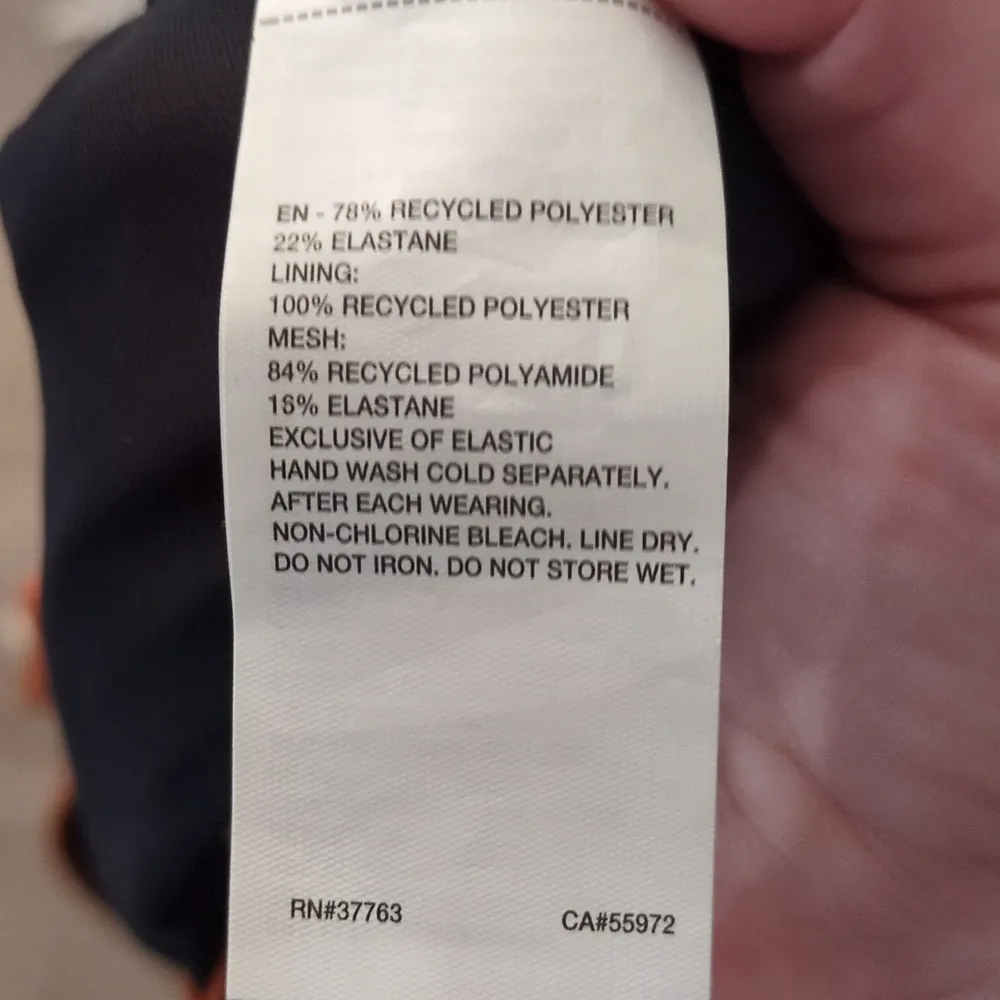 EN - 78% RECYCLED POLYESTER
22% ELASTANE
LINING:
100% RECYCLED POLYESTER
MESH:
84% RECYCLED POLYAMIDE
16% ELASTANE
EXCLUSIVE OF ELASTIC
HAND WASH COLD SEPARATELY.
AFTER EACH WEARING.
NON-CHLORINE BLEACH. LINE DRY.
DO NOT IRON. DO NOT STORE WET.
RN#37763 CA#55972